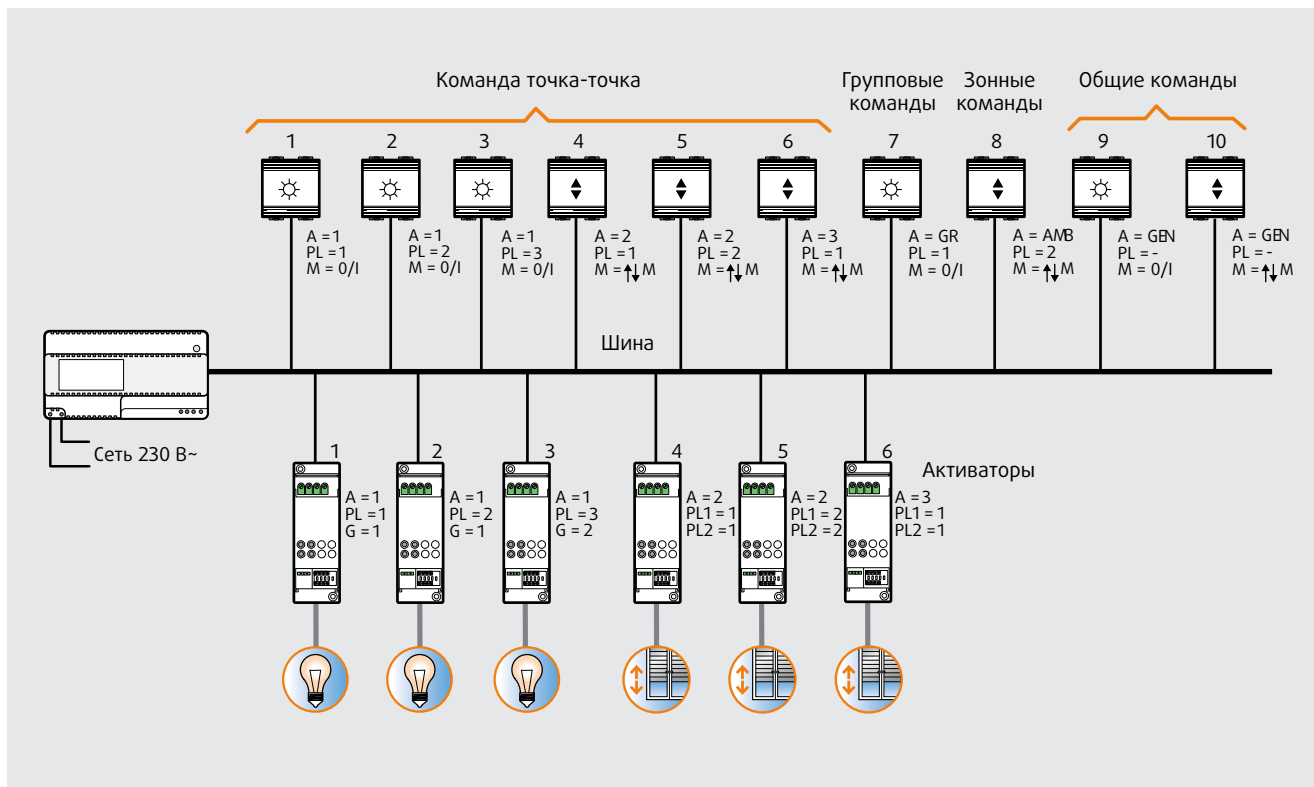 Команда точка-точка
Групповые
команды
Зонные
команды
Общие команды
1
2
3
4
5
6
7
8
9
10
A = 1
PL = 1
M = 0/I
A = 1
PL = 2
M = 0/I
A = 1
PL = 3
M = 0/I
A = 2
PL = 1
M = ↑↓ M
A = 2
PL = 2
M = ↑↓ M
A = 3
PL = 1
M = ↑↓ M
A = GR
PL = 1
M = 0/I
A = AMB
PL = 2
M = ↑↓ M
A = GEN
PL = -
M = 0/I
A = GEN
PL = -
M = ↑↓ M
Шина
Сеть 230 В~
1
2
3
4
5
6
Активаторы
A = 1
PL = 1
G = 1
A = 1
PL = 2
G = 1
A = 1
PL = 3
G = 2
A = 2
PL1 = 1
PL2 = 1
A = 2
PL1 = 2
PL2 = 2
A = 3
PL1 = 1
PL2 = 1